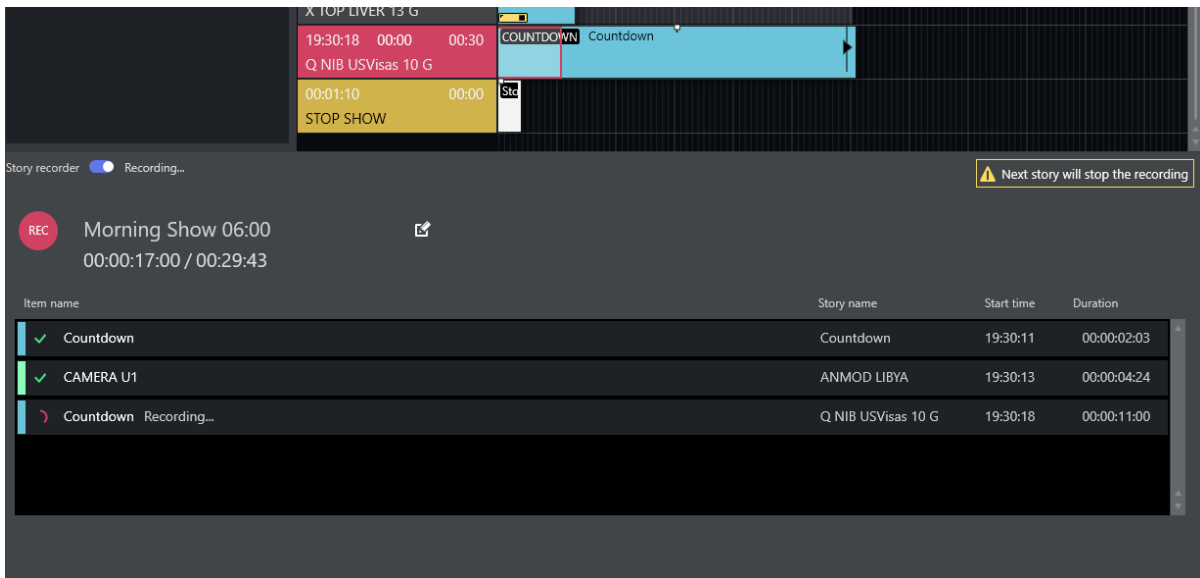 X TOP LIVER 13 G
19:30:18 00:00 00:30 COUNTDOWN Countdown
Q NIB USVisas 10 G
00:01:10 00:00 Sto
STOP SHOW
Story recorder Recording... Next story will stop the recording
REC Morning Show 06:00
00:00:17:00 / 00:29:43
Item name Story name Start time Duration
Countdown Countdown 19:30:11 00:00:02:03
CAMERA U1 ANMOD LIBYA 19:30:13 00:00:04:24
Countdown Recording... Q NIB USVisas 10 G 19:30:18 00:00:11:00